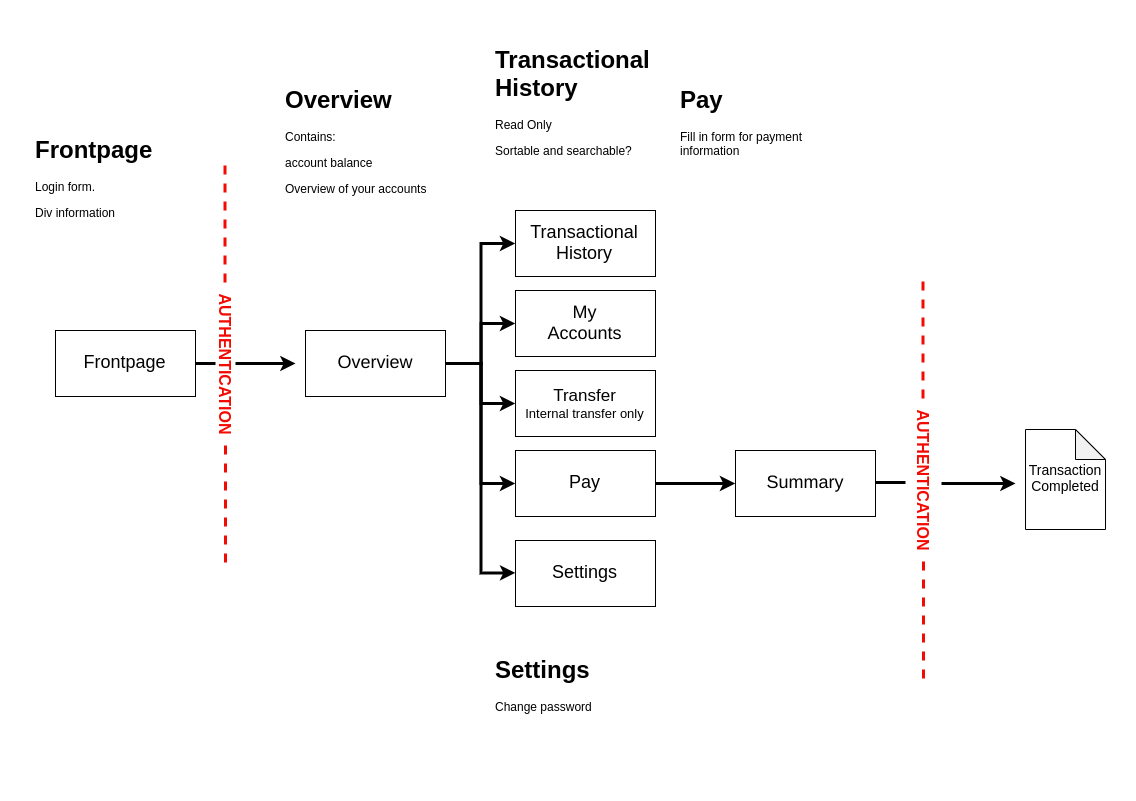 Transactional
History
Read Only
Sortable and searchable?
Overview
Contains:
account balance
Overview of your accounts
Pay
Fill in form for payment
information
Frontpage
Login form.
Div information
Frontpage
AUTHENTICATION
Overview
Transactional
History
My
Accounts
Transfer
Internal transfer only
Pay
Settings
Summary
AUTHENTICATION
Transaction
Completed
Settings
Change password